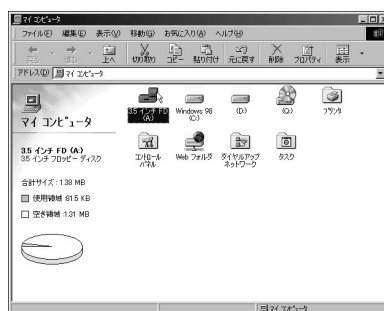 マイ コンピュータ
ファイル(F) 編集(E) 表示(V) 移動(G) お気に入り(A) ヘルプ(H)
戻る 進む 上へ 切り取り コピー 貼り付け 元に戻す 削除 プロパティ 表示
アドレス(D) マイ コンピュータ
マイ コンピュータ
3.5 インチ FD (A:)
3.5 インチ フロッピー ディスク
合計サイズ : 1.38 MB
使用領域 :81.5 KB
空き領域 :1.31 MB
3.5 インチ FD (A:)
Windows 98 (C:)
(D:)
(Q:)
プリンタ
コントロール パネル
Web フォルダ
ダイヤルアップ ネットワーク
タスク
マイ コンピュータ